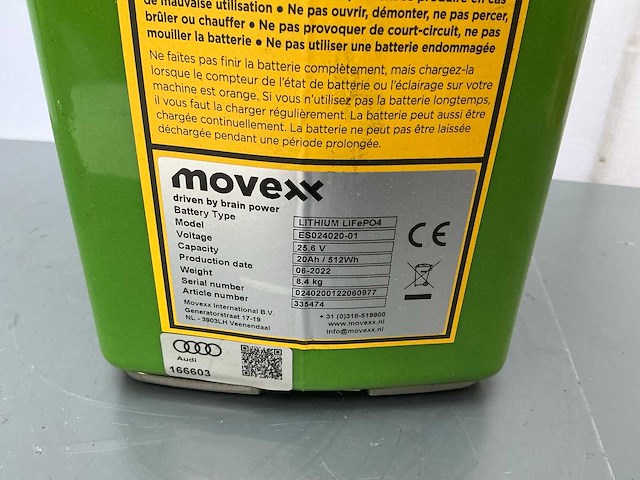 de mauvaise utilisation • Ne pas ouvrir, démonter, ne pas percer,
brûler ou chauffer • Ne pas provoquer de court-circuit, ne pas
mouiller la batterie • Ne pas utiliser une batterie endommagée
Ne faites pas finir la batterie complètement, mais chargez-la
lorsque le compteur de l'état de batterie ou l'éclairage sur votre
machine est orange. Si vous n'utilisez pas la batterie longtemps,
il vous faut la charger régulièrement. La batterie peut aussi être
chargée continuellement. La batterie ne peut pas être laissée
déchargée pendant une période prolongée.
movexx
driven by brain power
Battery Type LITHIUM LiFePO4
Model ES024020-01
Voltage 25.6 V
Capacity 20Ah / 512Wh
Production date 06-2022
Weight 8.4 kg
Serial number 0240200122060977
Article number 335474
CE
Movexx International B.V.
Generatorstraat 17-19
NL - 3903LH Veenendaal
+ 31 (0)318-519900
www.movexx.nl
info@movexx.nl
Audi
166603